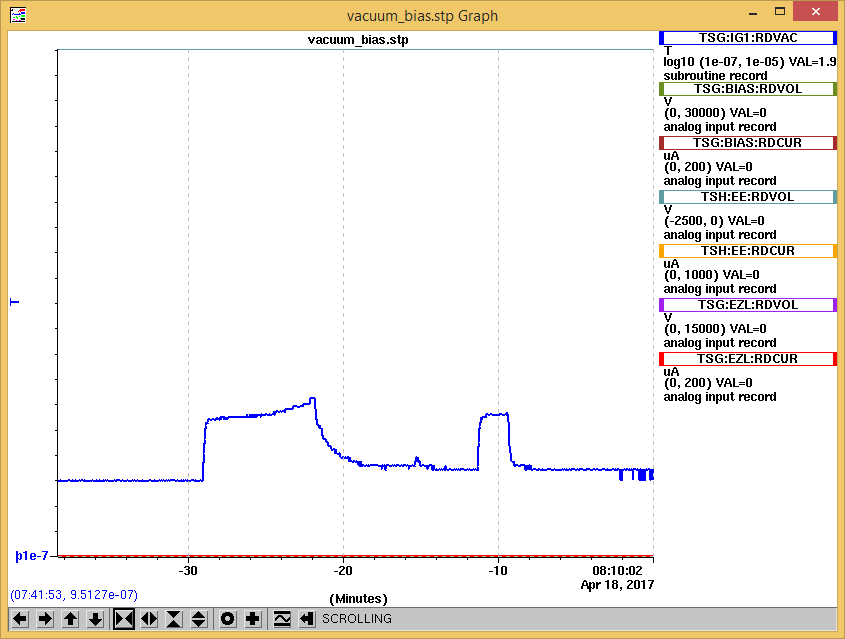 vacuum_bias.stp Graph
vacuum_bias.stp
TSG:IG1:RDVAC
T
log10 (1e-07, 1e-05) VAL=1.9
subroutine record
TSG:BIAS:RDVOL
V
(0, 30000) VAL=0
analog input record
TSG:BIAS:RDCUR
uA
(0, 200) VAL=0
analog input record
TSH:EE:RDVOL
V
(-2500, 0) VAL=0
analog input record
TSH:EE:RDCUR
uA
(0, 1000) VAL=0
analog input record
TSG:EZL:RDVOL
V
(0, 15000) VAL=0
analog input record
TSG:EZL:RDCUR
uA
(0, 200) VAL=0
analog input record
T
1e-7
-30
-20
-10
08:10:02
Apr 18, 2017
(07:41:53, 9.5127e-07)
(Minutes)
SCROLLING